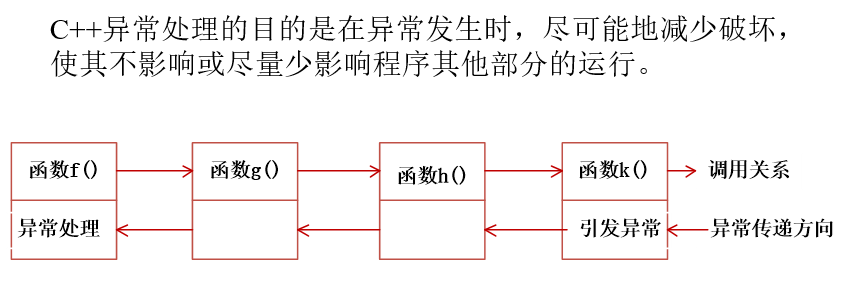 C++异常处理的目的是在异常发生时，尽可能地减少破坏，
使其不影响或尽量少影响程序其他部分的运行。
函数f() 函数g() 函数h() 函数k() 调用关系
异常处理 引发异常 异常传递方向